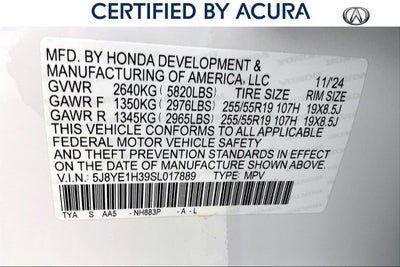 CERTIFIED BY ACURA
MFD. BY HONDA DEVELOPMENT &
MANUFACTURING OF AMERICA, LLC 11/24
GVWR 2640KG (5820LBS) TIRE SIZE RIM SIZE
GAWR F 1350KG (2976LBS) 255/55R19 107H 19X8.5J
GAWR R 1345KG (2965LBS) 255/55R19 107H 19X8.5J
THIS VEHICLE CONFORMS TO ALL APPLICABLE
FEDERAL MOTOR VEHICLE SAFETY
AND THEFT PREVENTION STANDARDS IN EFFECT
ON THE DATE OF MANUFACTURE SHOWN ABOVE.
V.I.N.: 5J8YE1H39SL017889 TYPE: MPV
TYA S AA5 NH883P -A-L